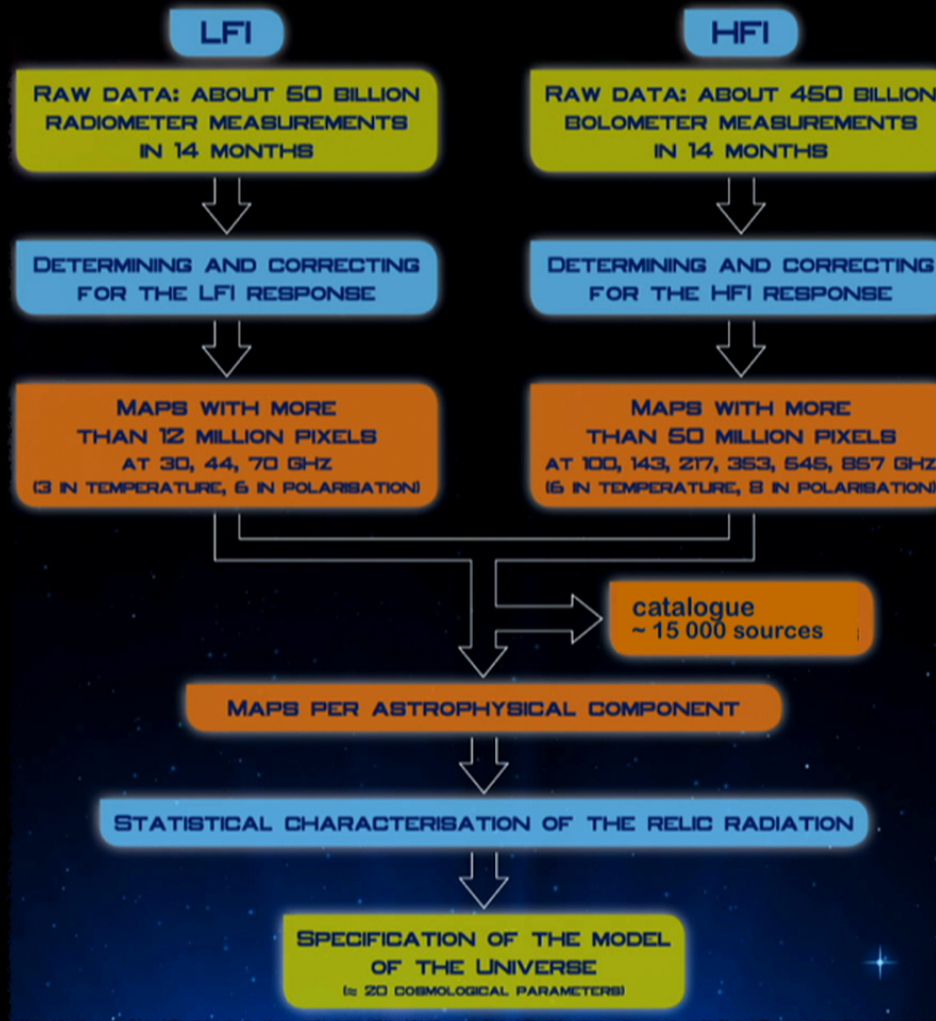 LFI
RAW DATA: ABOUT 50 BILLION
RADIOMETER MEASUREMENTS
IN 14 MONTHS
DETERMINING AND CORRECTING
FOR THE LFI RESPONSE
MAPS WITH MORE
THAN 12 MILLION PIXELS
AT 30, 44, 70 GHZ
(3 IN TEMPERATURE, 6 IN POLARISATION)
HFI
RAW DATA: ABOUT 450 BILLION
BOLOMETER MEASUREMENTS
IN 14 MONTHS
DETERMINING AND CORRECTING
FOR THE HFI RESPONSE
MAPS WITH MORE
THAN 50 MILLION PIXELS
AT 100, 143, 217, 353, 545, 857 GHZ
(6 IN TEMPERATURE, 8 IN POLARISATION)
catalogue
~ 15 000 sources
MAPS PER ASTROPHYSICAL COMPONENT
STATISTICAL CHARACTERISATION OF THE RELIC RADIATION
SPECIFICATION OF THE MODEL
OF THE UNIVERSE
(≈ 20 COSMOLOGICAL PARAMETERS)